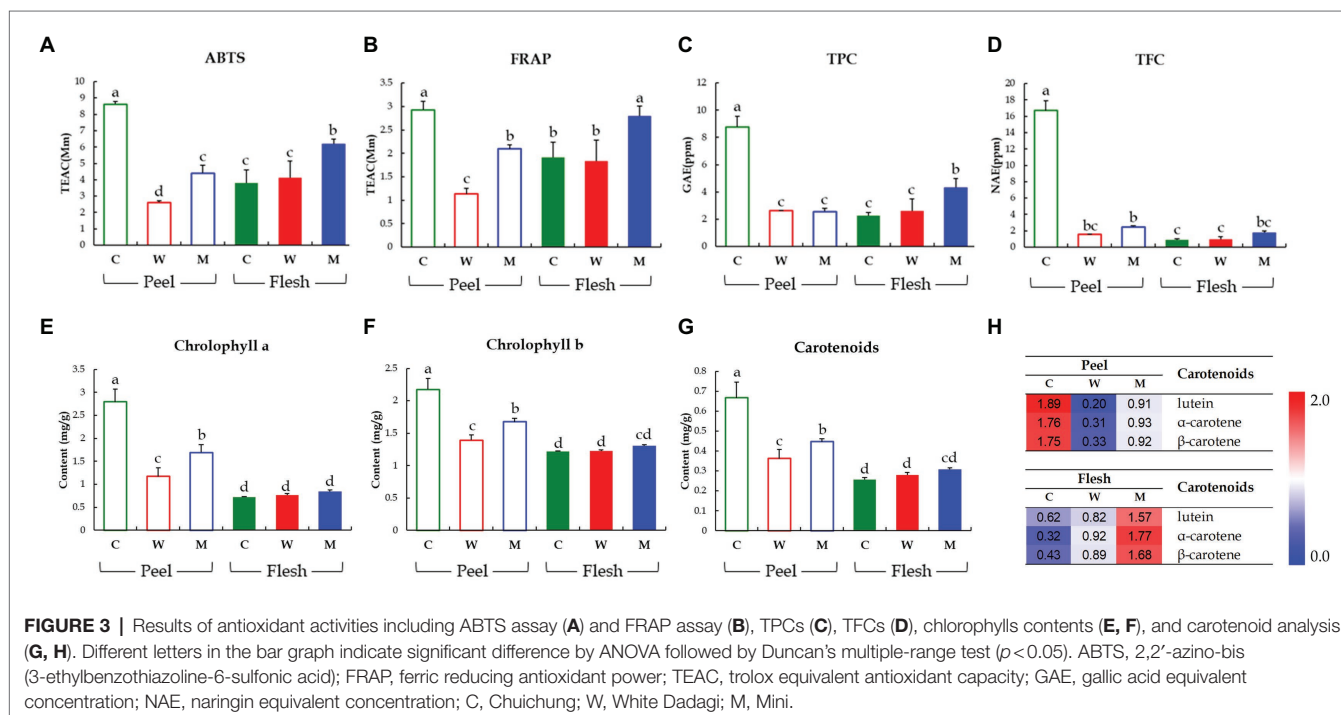 A
ABTS
TEAC(Mm)
10
9
8
7
6
5
4
3
2
1
0
a
d
c
c
c
b
C W M C W M
Peel Flesh
B
FRAP
TEAC(Mm)
3.5
3
2.5
2
1.5
1
0.5
0
a
c
b
b
b
a
C W M C W M
Peel Flesh
C
TPC
GAE(ppm)
12
10
8
6
4
2
0
a
c
c
c
c
b
C W M C W M
Peel Flesh
D
TFC
NAE(ppm)
20
18
16
14
12
10
8
6
4
2
0
a
bc
b
c
c
bc
C W M C W M
Peel Flesh
E
Chrolophyll a
Content (mg/g)
3.5
3
2.5
2
1.5
1
0.5
0
a
c
b
d
d
d
C W M C W M
Peel Flesh
F
Chrolophyll b
Content (mg/g)
2.5
2
1.5
1
0.5
0
a
c
b
d
d
cd
C W M C W M
Peel Flesh
G
Carotenoids
Content (mg/g)
0.8
0.7
0.6
0.5
0.4
0.3
0.2
0.1
0
a
c
b
d
d
cd
C W M C W M
Peel Flesh
H
Peel Carotenoids
C W M
1.89 0.20 0.91 lutein
1.76 0.31 0.93 α-carotene
1.75 0.33 0.92 β-carotene
Flesh Carotenoids
C W M
0.62 0.82 1.57 lutein
0.32 0.92 1.77 α-carotene
0.43 0.89 1.68 β-carotene
2.0
0.0
FIGURE 3 | Results of antioxidant activities including ABTS assay (A) and FRAP assay (B), TPCs (C), TFCs (D), chlorophylls contents (E, F), and carotenoid analysis
(G, H). Different letters in the bar graph indicate significant difference by ANOVA followed by Duncan's multiple-range test (p<0.05). ABTS, 2,2′-azino-bis
(3-ethylbenzothiazoline-6-sulfonic acid); FRAP, ferric reducing antioxidant power; TEAC, trolox equivalent antioxidant capacity; GAE, gallic acid equivalent
concentration; NAE, naringin equivalent concentration; C, Chuichung; W, White Dadagi; M, Mini.